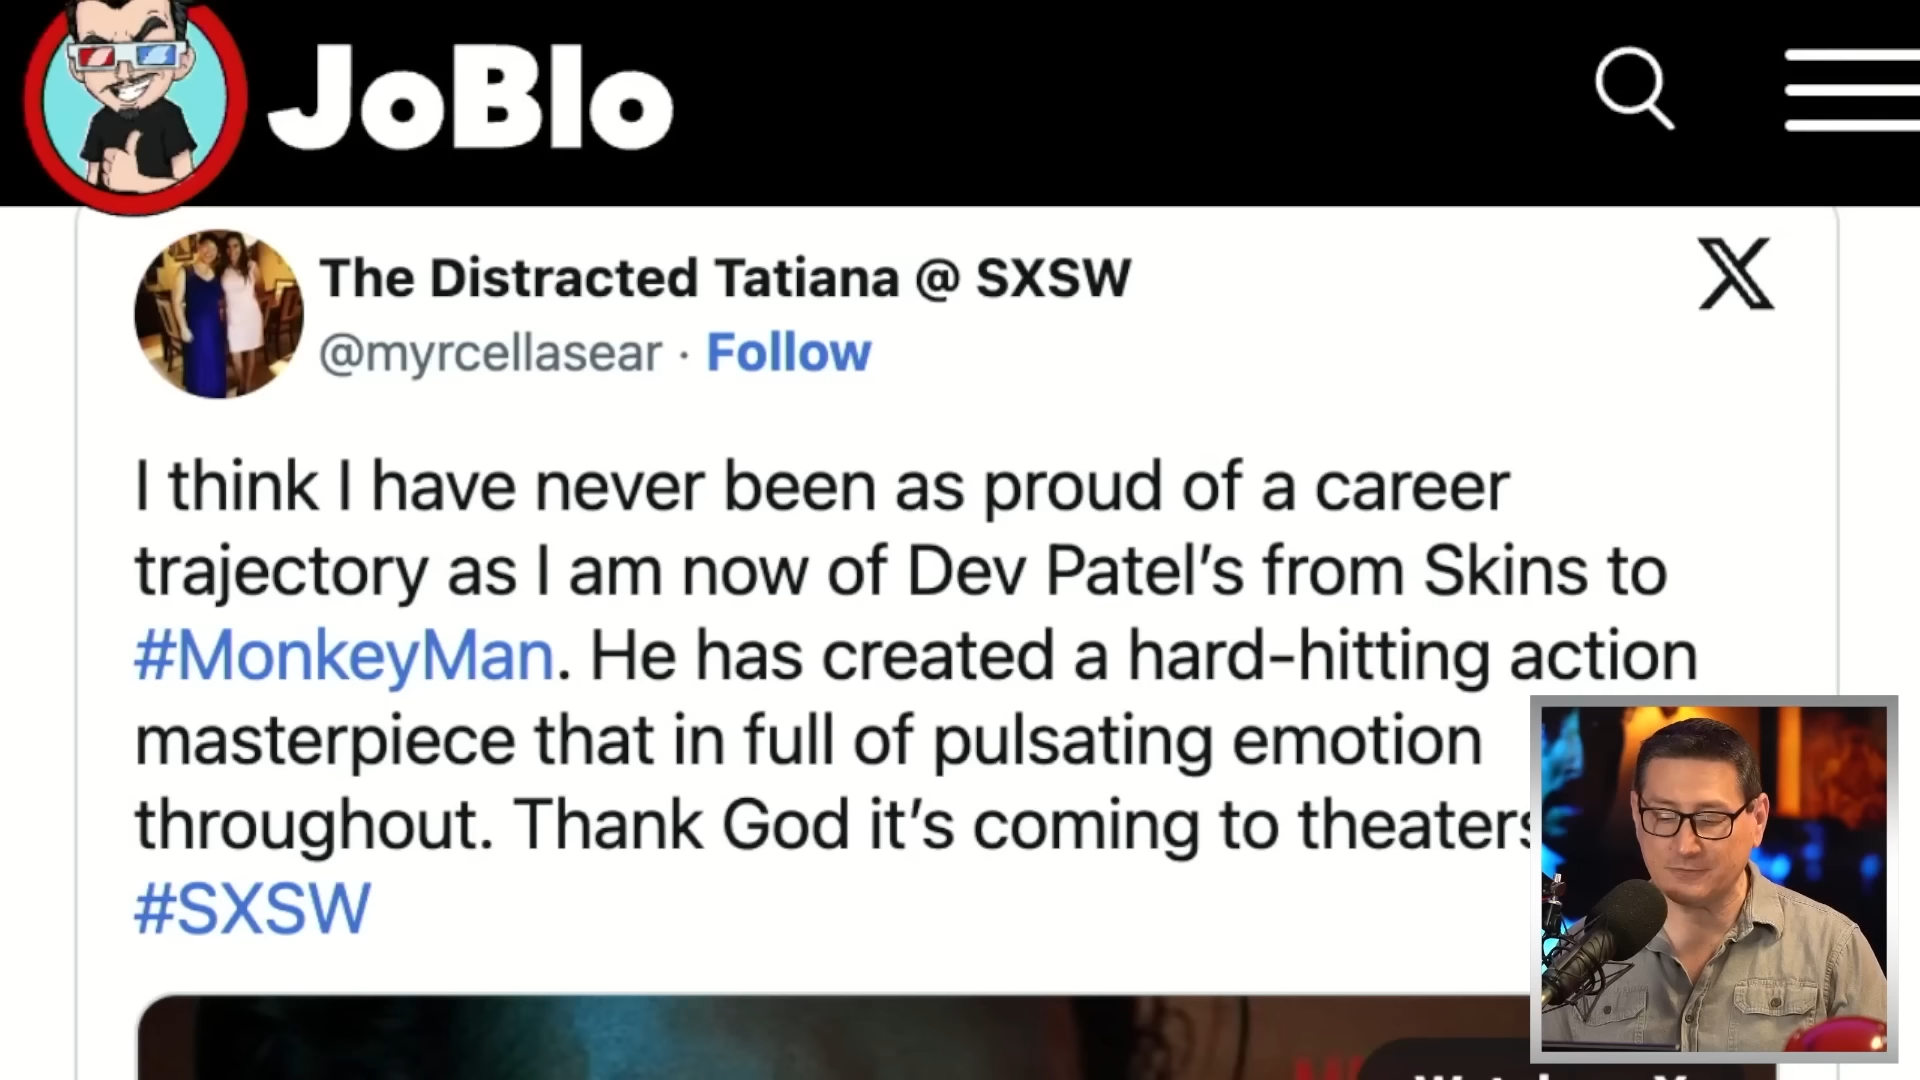 JoBlo
The Distracted Tatiana @ SXSW
@myrcellasear · Follow
I think I have never been as proud of a career
trajectory as I am now of Dev Patel’s from Skins to
#MonkeyMan. He has created a hard-hitting action
masterpiece that in full of pulsating emotion
throughout. Thank God it’s coming to theaters
#SXSW